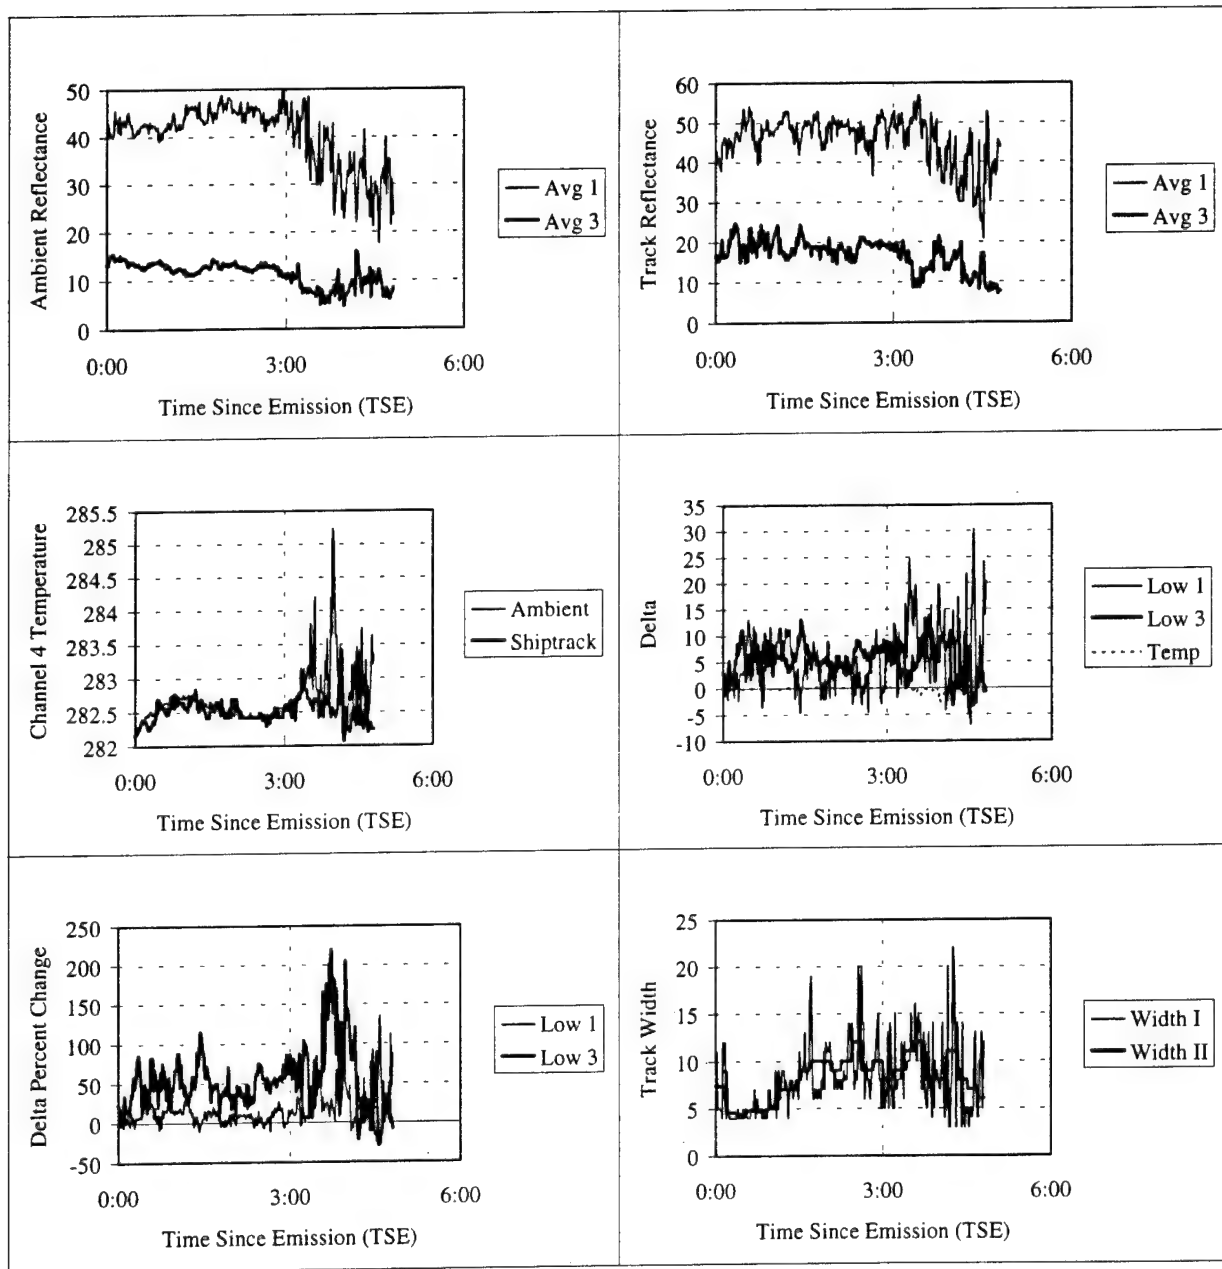 50
40
30
20
10
0
Ambient Reflectance
0:00 3:00 6:00
Time Since Emission (TSE)
Avg 1
Avg 3
60
50
40
30
20
10
0
Track Reflectance
0:00 3:00 6:00
Time Since Emission (TSE)
Avg 1
Avg 3
285.5
285
284.5
284
283.5
283
282.5
282
Channel 4 Temperature
0:00 3:00 6:00
Time Since Emission (TSE)
Ambient
Shiptrack
35
30
25
20
15
10
5
0
-5
-10
Delta
0:00 3:00 6:00
Time Since Emission (TSE)
Low 1
Low 3
Temp
250
200
150
100
50
0
-50
Delta Percent Change
0:00 3:00 6:00
Time Since Emission (TSE)
Low 1
Low 3
25
20
15
10
5
0
Track Width
0:00 3:00 6:00
Time Since Emission (TSE)
Width I
Width II